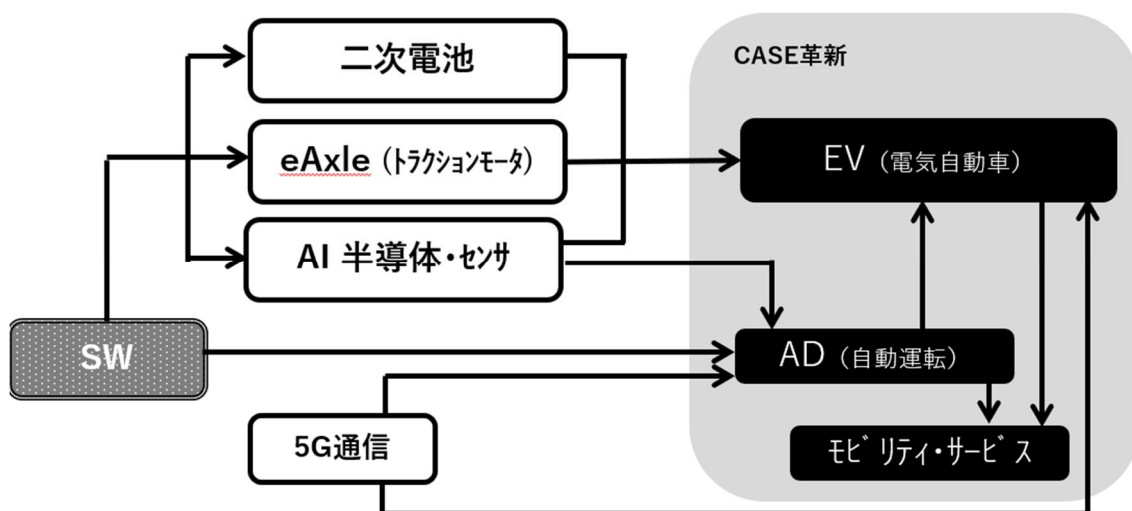 二次電池
CASE革新
eAxle (ﾄﾗｸｼｮﾝﾓｰﾀ)
EV (電気自動車)
AI 半導体・ｾﾝｻ
SW
AD (自動運転)
5G通信
ﾓﾋﾞﾘﾃｨ・ｻｰﾋﾞｽ